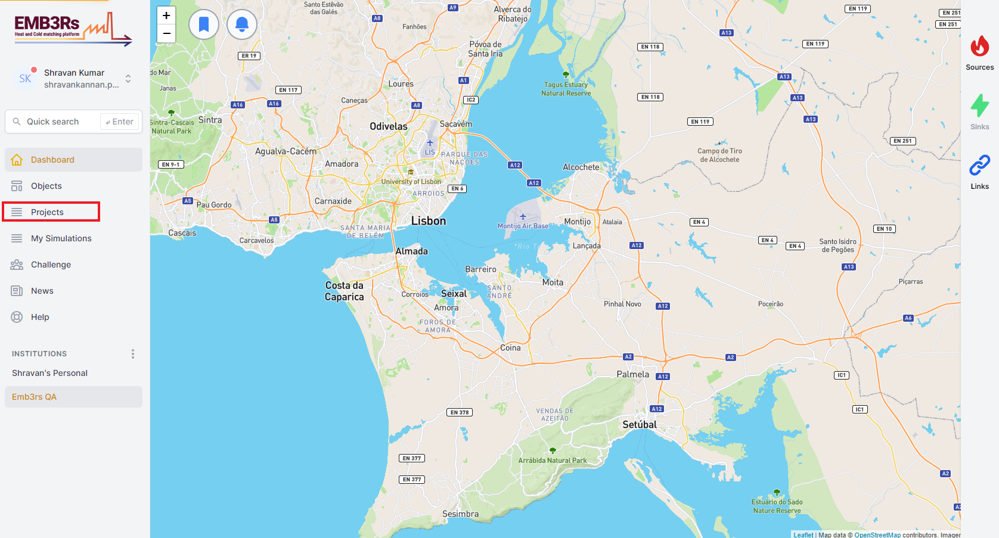 EMB3Rs
Heat and Cold matching platform
SK
Shravan Kumar
shravankannan.p...
Quick search
Enter
Dashboard
Objects
Projects
My Simulations
Challenge
News
Help
INSTITUTIONS
Shravan's Personal
Emb3rs QA
+
−
Santo Estêvão
das Galés
A9
Alverca do
Ribatejo
EN 119
EN 251
EN 251
A8
Fanhões
A13
Póvoa de
Santa Iria
EN 118
EN 119
ER 19
do Mar
Janas
EN 117
Loures
A1
Tagus Estuary
Natural Reserve
A13
Caneças
IC2
EN 118
A13
A16
A16
A8
Sintra-Cascais
Natural Park
Sintra
Odivelas
Sacavém
EN 119
A13
EN 251
Agualva-Cacém
LIS
PARQUE DAS
NAÇÕES
Campo de Tiro
de Alcochete
EN 9-1
Amadora
A12
Alcochete
University of Lisbon
A12
ARROIOS
EN 6
A5
Pau Gordo
Carnaxide
A5
Lisbon
Montijo Air Base
Montijo
Atalaia
EN 4
EN 10
Cascais
Carcavelos
SANTA MARIA
DE BELÉM
Rio T
Lançada
A12
EN 4
EN 4
Santo Isidro
de Pegões
Almada
A13
Barreiro
Moita
Piçarras
Costa da
Caparica
Corroios
Seixal
SANTO
ANDRÉ
Amora
Pinhal Novo
A12
Poceirão
A6
FOROS DE
AMORA
Coina
A2
A2
Palmela
A12
IC1
EN 378
VENDAS DE
AZEITÃO
A12
IC1
Setúbal
EN 377
Arrábida Natural Park
EN 377
A2
Sesimbra
Estuário do Sado
Nature Reserve
Leaflet | Map data © OpenStreetMap contributors, Imager
Sources
Sinks
Links